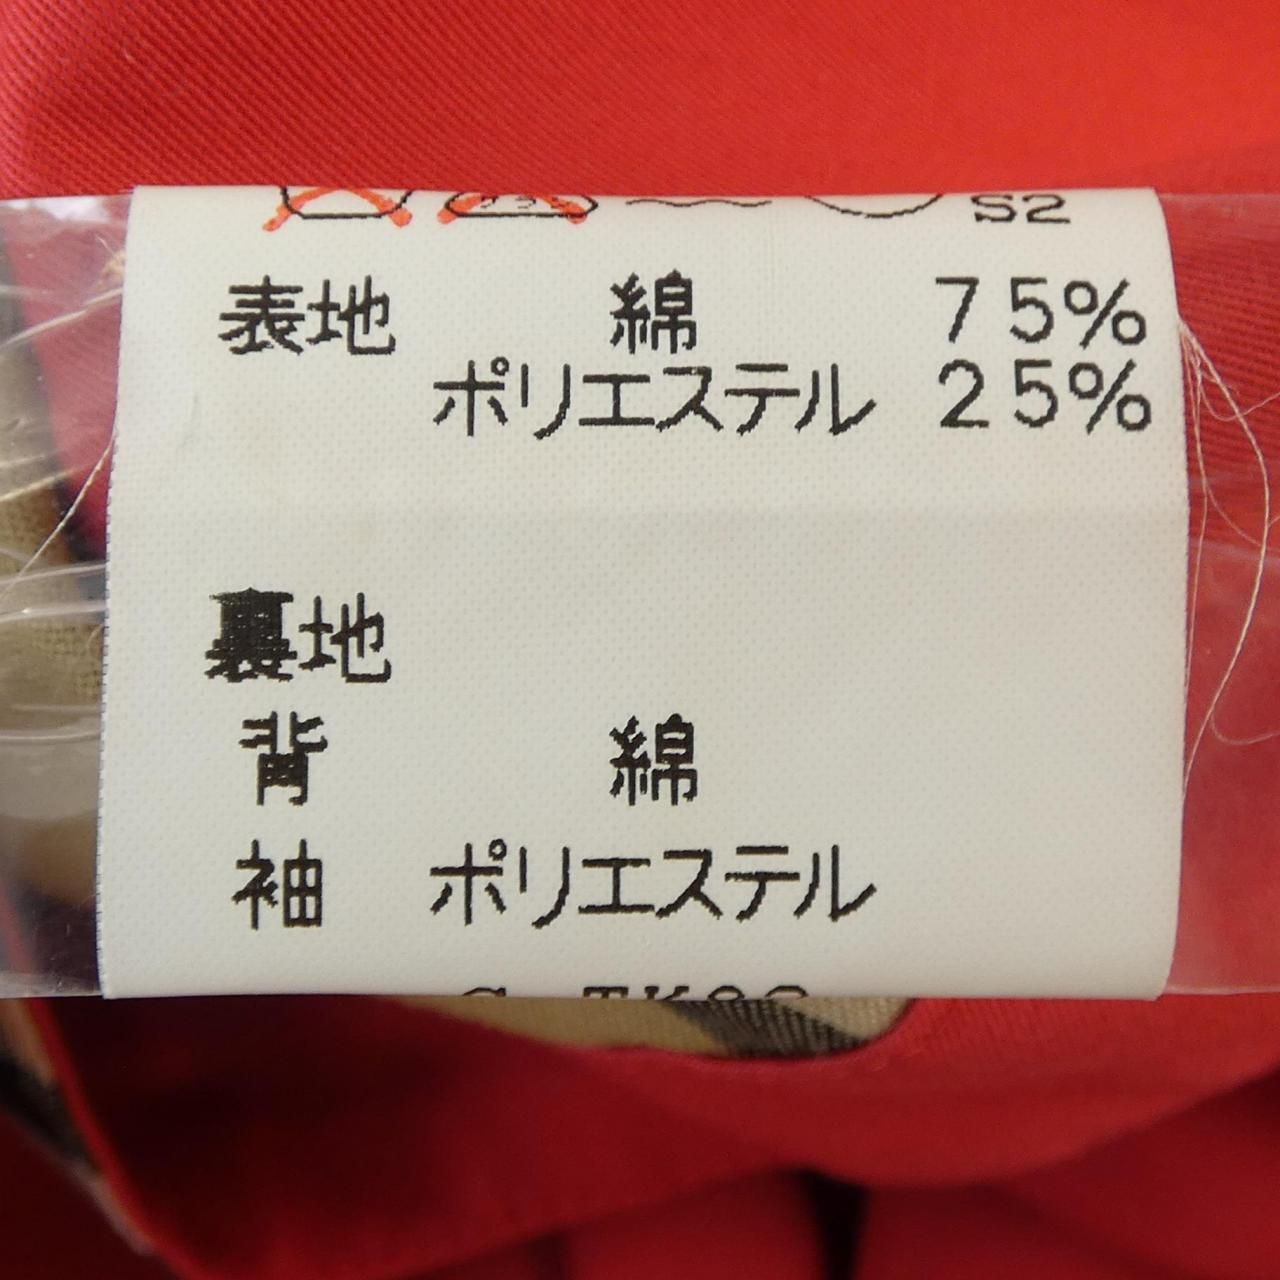 S2
表地 綿 75%
ポリエステル 25%
裏地
背 綿
袖 ポリエステル